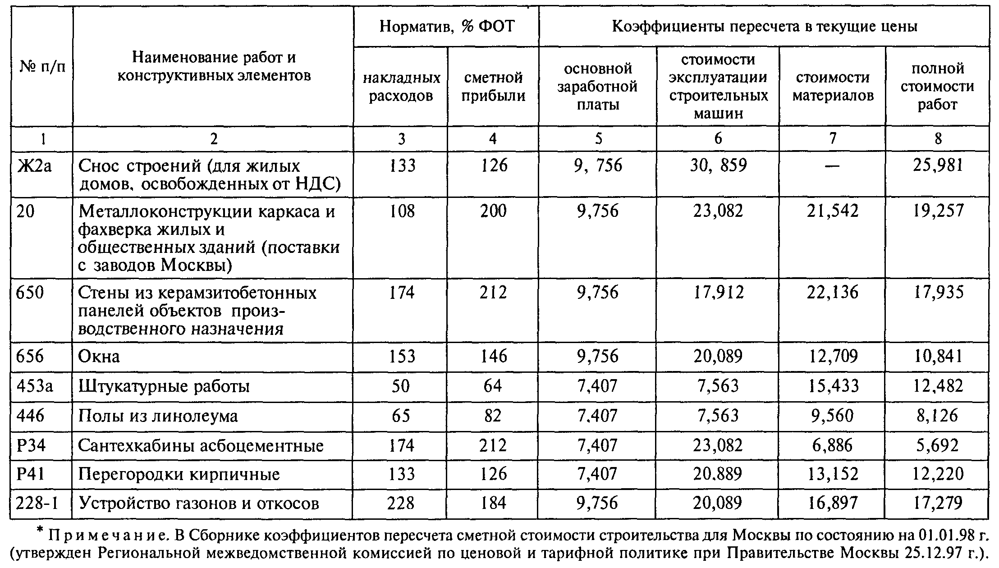 № п/п
Наименование работ и
конструктивных элементов
Норматив, % ФОТ
Коэффициенты пересчета в текущие цены
накладных
расходов
сметной
прибыли
основной
заработной
платы
стоимости
эксплуатации
строительных
машин
стоимости
материалов
полной
стоимости
работ
1 2 3 4 5 6 7 8
Ж2а Снос строений (для жилых 133 126 9, 756 30, 859 — 25,981
домов, освобожденных от НДС)
20 Металлоконструкции каркаса и 108 200 9,756 23,082 21,542 19,257
фахверка жилых и
общественных зданий (поставки
с заводов Москвы)
650 Стены из керамзитобетонных 174 212 9,756 17,912 22,136 17,935
панелей объектов произ-
водственного назначения
656 Окна 153 146 9,756 20,089 12,709 10,841
453а Штукатурные работы 50 64 7,407 7,563 15,433 12,482
446 Полы из линолеума 65 82 7,407 7,563 9,560 8,126
Р34 Сантехкабины асбоцементные 174 212 7,407 23,082 6,886 5,692
Р41 Перегородки кирпичные 133 126 7,407 20.889 13,152 12,220
228-1 Устройство газонов и откосов 228 184 9,756 20,089 16,897 17,279
* Примечание. В Сборнике коэффициентов пересчета сметной стоимости строительства для Москвы по состоянию на 01.01.98 г.
(утвержден Региональной межведомственной комиссией по ценовой и тарифной политике при Правительстве Москвы 25.12.97 г.).